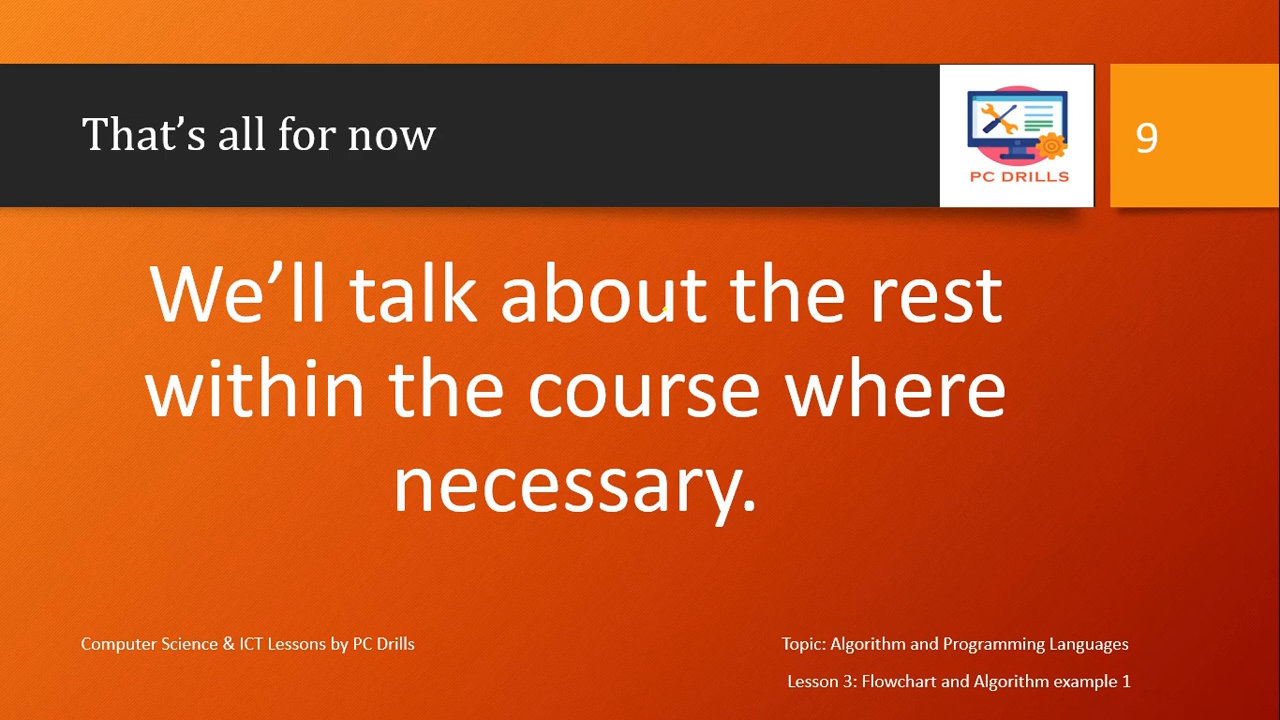 That’s all for now
PC DRILLS
9
We’ll talk about the rest
within the course where
necessary.
Computer Science & ICT Lessons by PC Drills
Topic: Algorithm and Programming Languages
Lesson 3: Flowchart and Algorithm example 1